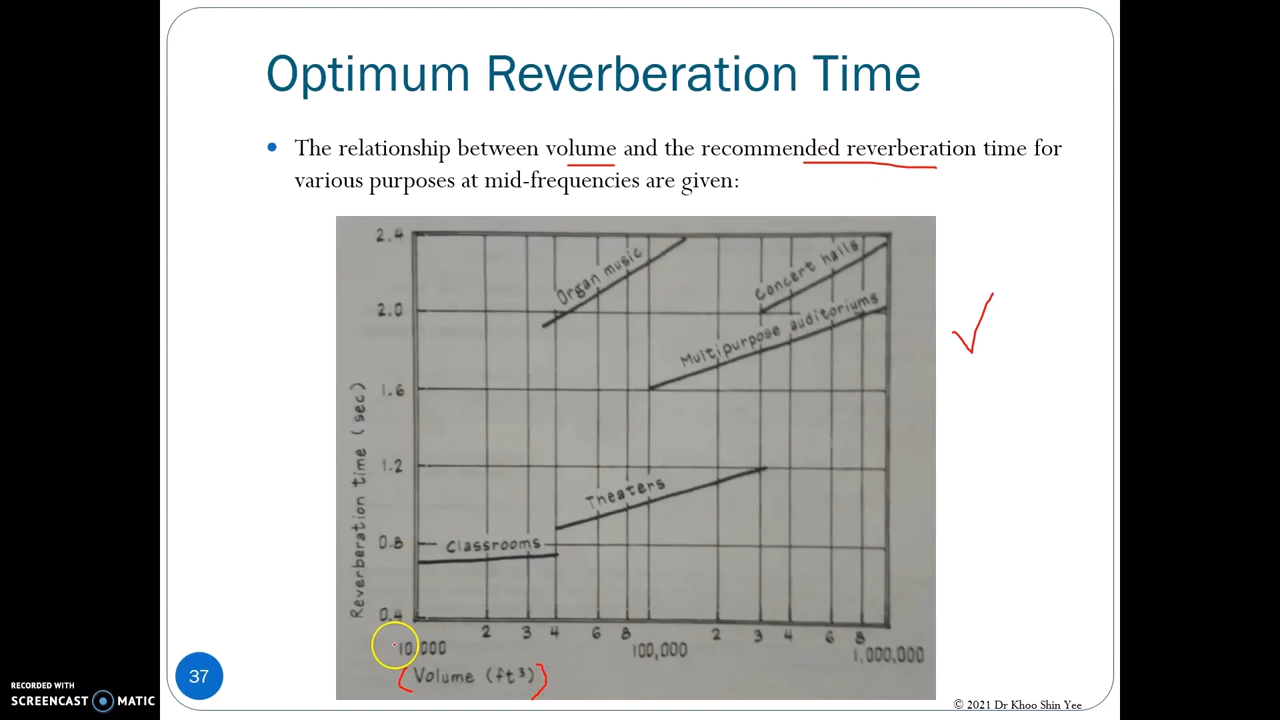 Optimum Reverberation Time
• The relationship between volume and the recommended reverberation time for
various purposes at mid-frequencies are given:
2.4
2.0
1.6
1.2
0.8
0.4
Reverberation time (sec)
Organ music
Concert halls
Multipurpose auditoriums
Theaters
Classrooms
2 3 4 6 8 2 3 4 6 8
10,000 100,000 1,000,000
Volume (ft³)
37
RECORDED WITH
SCREENCAST MATIC
© 2021 Dr Khoo Shin Yee